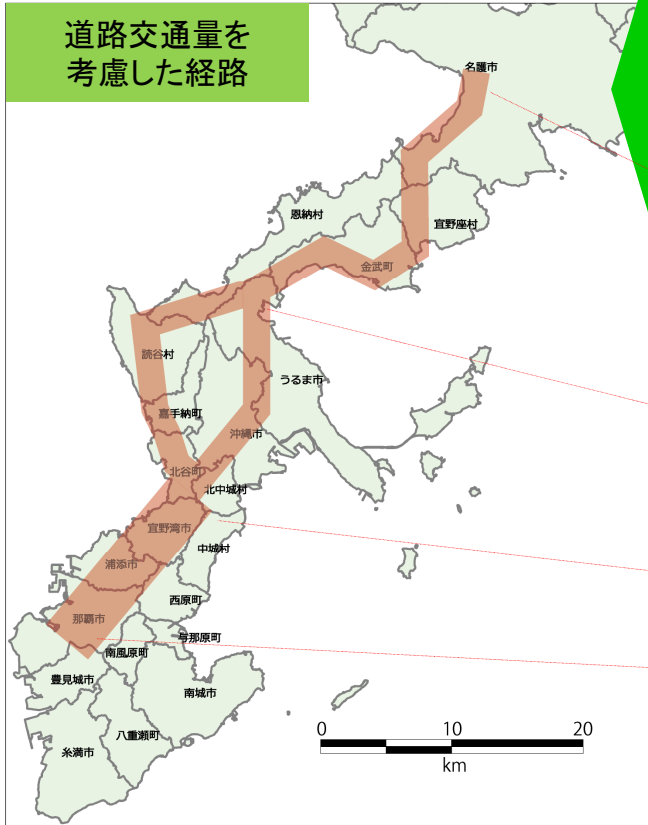 道路交通量を
考慮した経路
名護市
恩納村
宜野座村
金武町
読谷村
うるま市
嘉手納町
沖縄市
北谷町
北中城村
宜野湾市
中城村
浦添市
西原町
那覇市
与那原町
南風原町
豊見城市
南城市
八重瀬町
糸満市
0 10 20
km